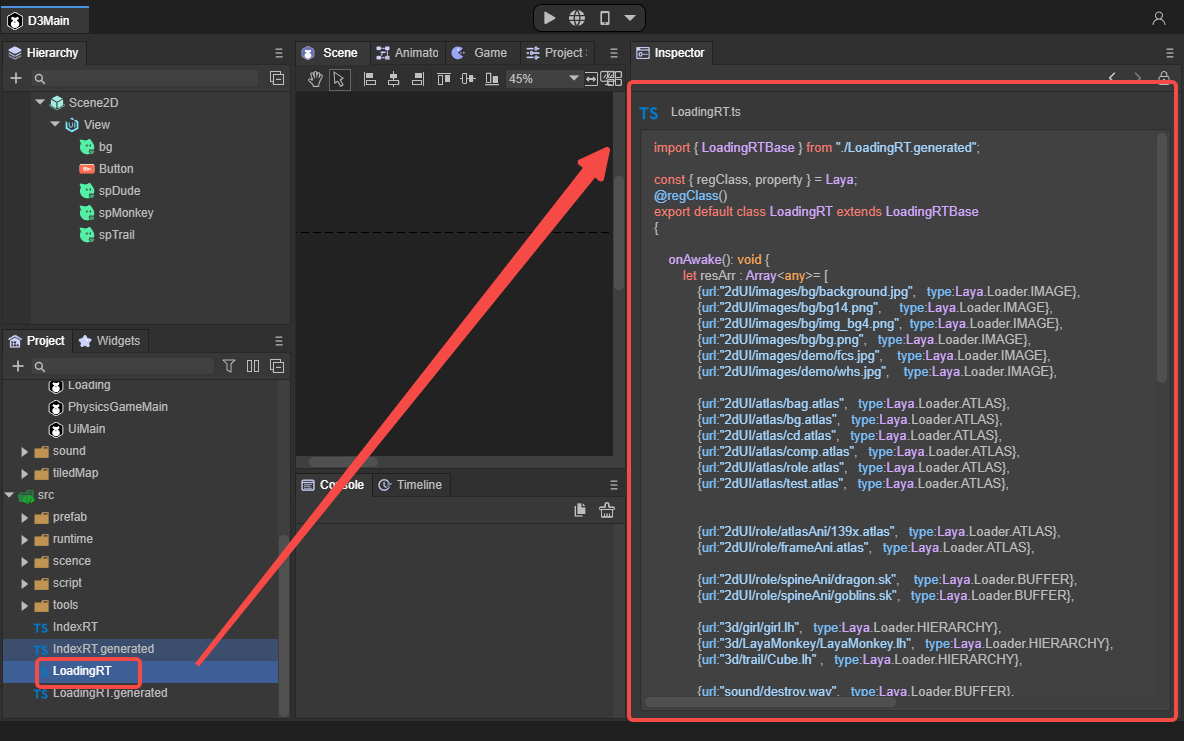 D3Main
Hierarchy
Scene2D
View
bg
Button
spDude
spMonkey
spTrail
Project
Widgets
Loading
PhysicsGameMain
UiMain
sound
tiledMap
src
prefab
runtime
scence
script
tools
TS IndexRT
TS IndexRT.generated
LoadingRT
TS LoadingRT.generated
Scene
Animato
Game
Project
45%
Console
Timeline
Inspector
TS LoadingRT.ts
import { LoadingRTBase } from "./LoadingRT.generated";
const { regClass, property } = Laya;
@regClass()
export default class LoadingRT extends LoadingRTBase
{
onAwake(): void {
let resArr : Array<any>= [
{url:"2dUI/images/bg/background.jpg", type:Laya.Loader.IMAGE},
{url:"2dUI/images/bg/bg14.png", type:Laya.Loader.IMAGE},
{url:"2dUI/images/bg/img_bg4.png", type:Laya.Loader.IMAGE},
{url:"2dUI/images/bg/bg.png", type:Laya.Loader.IMAGE},
{url:"2dUI/images/demo/fcs.jpg", type:Laya.Loader.IMAGE},
{url:"2dUI/images/demo/whs.jpg", type:Laya.Loader.IMAGE},
{url:"2dUI/atlas/bag.atlas", type:Laya.Loader.ATLAS},
{url:"2dUI/atlas/bg.atlas", type:Laya.Loader.ATLAS},
{url:"2dUI/atlas/cd.atlas", type:Laya.Loader.ATLAS},
{url:"2dUI/atlas/comp.atlas", type:Laya.Loader.ATLAS},
{url:"2dUI/atlas/role.atlas", type:Laya.Loader.ATLAS},
{url:"2dUI/atlas/test.atlas", type:Laya.Loader.ATLAS},
{url:"2dUI/role/atlasAni/139x.atlas", type:Laya.Loader.ATLAS},
{url:"2dUI/role/frameAni.atlas", type:Laya.Loader.ATLAS},
{url:"2dUI/role/spineAni/dragon.sk", type:Laya.Loader.BUFFER},
{url:"2dUI/role/spineAni/goblins.sk", type:Laya.Loader.BUFFER},
{url:"3d/girl/girl.lh", type:Laya.Loader.HIERARCHY},
{url:"3d/LayaMonkey/LayaMonkey.lh", type:Laya.Loader.HIERARCHY},
{url:"3d/trail/Cube.lh" , type:Laya.Loader.HIERARCHY},
{url:"sound/destroy.wav", type:Laya.Loader.BUFFER},